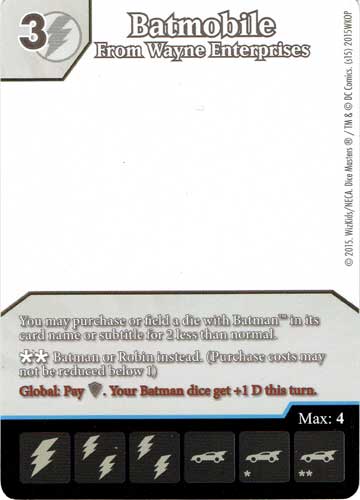 3
Batmobile
From Wayne Enterprises
© 2015. WizKids/NECA. Dice Masters ® / TM & © DC Comics. (s15) 2015WKOP
You may purchase or field a die with Batman™ in its
card name or subtitle for 2 less than normal.
** Batman or Robin instead. (Purchase costs may
not be reduced below 1)
Global: Pay . Your Batman dice get +1 D this turn.
Max: 4
*
**